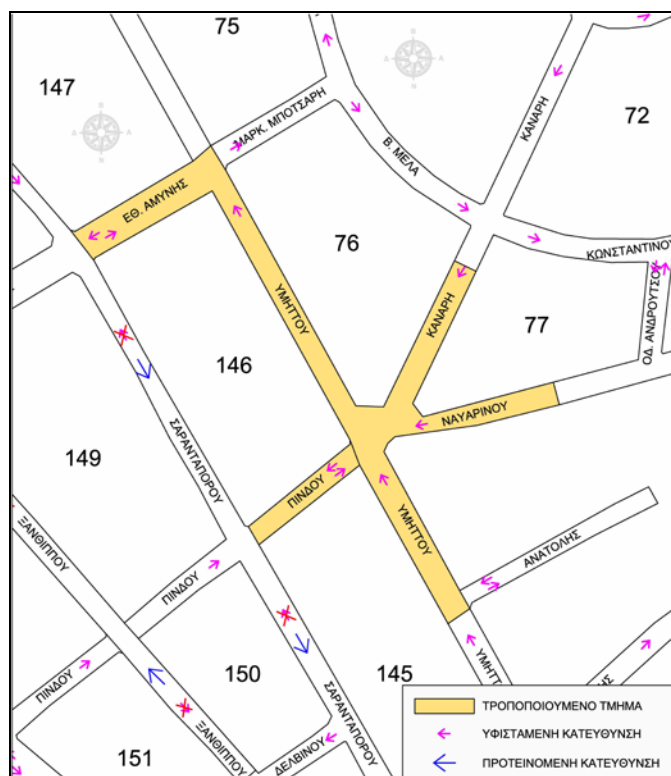 75
147
ΜΑΡΚ. ΜΠΟΤΣΑΡΗ
ΚΑΝΑΡΗ
72
Β. ΜΕΛΑ
ΕΘ. ΑΜΥΝΗΣ
76
ΚΩΝΣΤΑΝΤΙΝΟΥ
ΥΜΗΤΤΟΥ
ΚΑΝΑΡΗ
77
ΟΔ. ΑΝΔΡΟΥΤΣΟΥ
146
ΝΑΥΑΡΙΝΟΥ
ΣΑΡΑΝΤΑΠΟΡΟΥ
149
ΠΙΝΔΟΥ
ΥΜΗΤΤΟΥ
ΞΑΝΘΙΠΠΟΥ
ΑΝΑΤΟΛΗΣ
ΠΙΝΔΟΥ
ΠΙΝΔΟΥ
150
145
ΥΜΗΤΤΟΥ
ΣΑΡΑΝΤΑΠΟΡΟΥ
ΞΑΝΘΙΠΠΟΥ
ΔΕΛΒΙΝΟΥ
151
ΤΡΟΠΟΠΟΙΟΥΜΕΝΟ ΤΜΗΜΑ
ΥΦΙΣΤΑΜΕΝΗ ΚΑΤΕΥΘΥΝΣΗ
ΠΡΟΤΕΙΝΟΜΕΝΗ ΚΑΤΕΥΘΥΝΣΗ